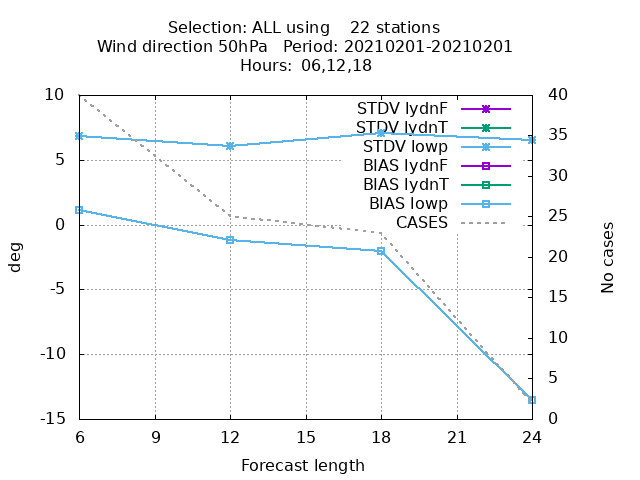 Selection: ALL using 22 stations
Wind direction 50hPa Period: 20210201-20210201
Hours: 06,12,18
10
5
0
-5
-10
-15
deg
STDV lydnF
STDV lydnT
STDV lowp
BIAS lydnF
BIAS lydnT
BIAS lowp
CASES
40
35
30
25
20
15
10
5
0
No cases
6 9 12 15 18 21 24
Forecast length